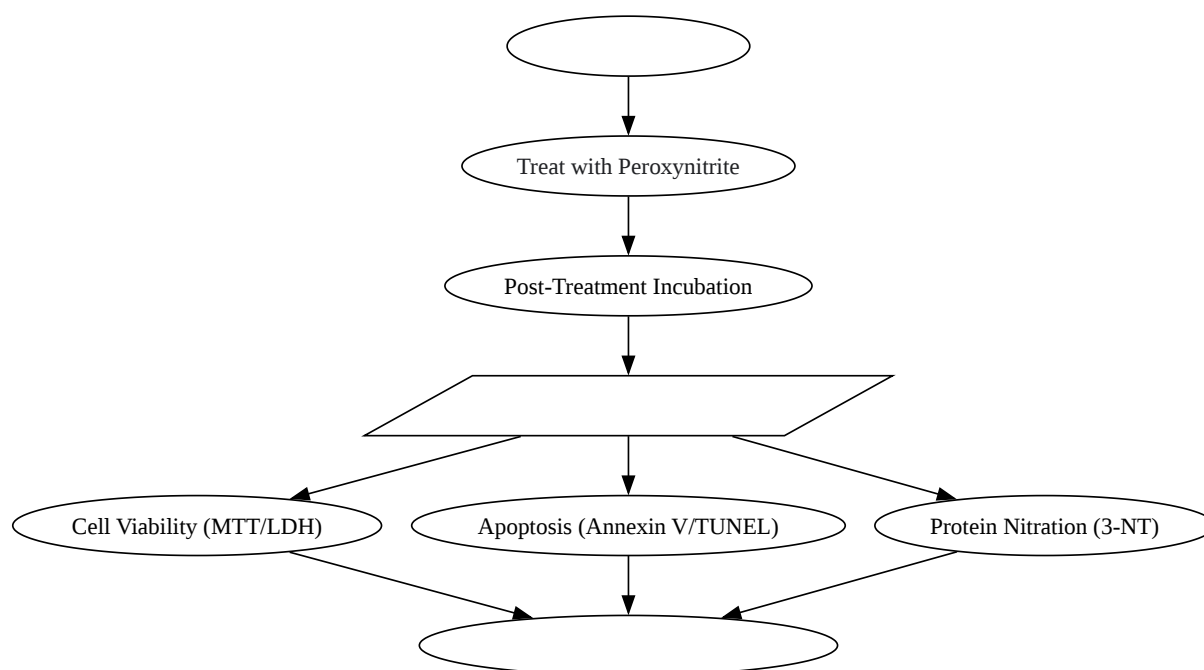 Treat with Peroxynitrite
Post-Treatment Incubation
Cell Viability (MTT/LDH)
Apoptosis (Annexin V/TUNEL)
Protein Nitration (3-NT)